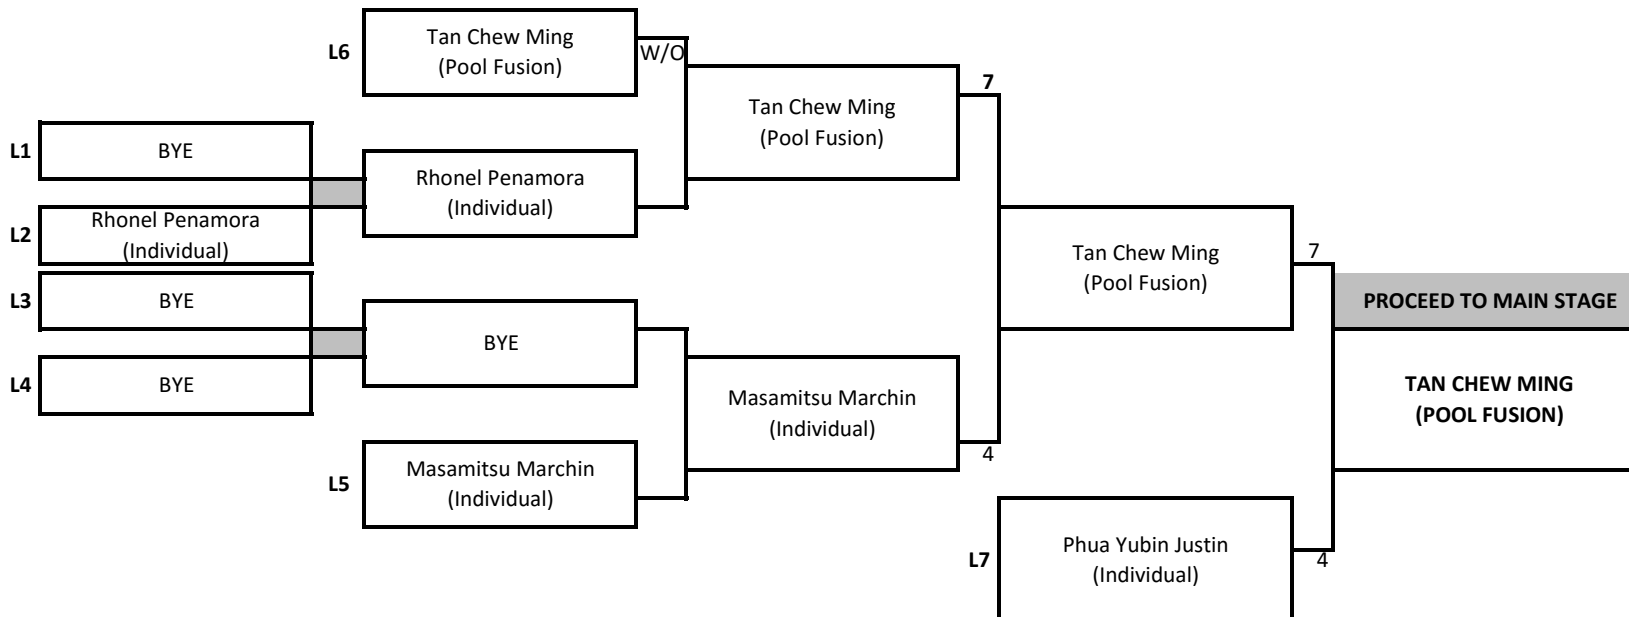 L6
Tan Chew Ming
(Pool Fusion)
W/O
Tan Chew Ming
(Pool Fusion)
7
L1
BYE
Rhonel Penamora
(Individual)
L2
Rhonel Penamora
(Individual)
Tan Chew Ming
(Pool Fusion)
7
L3
BYE
BYE
PROCEED TO MAIN STAGE
L4
BYE
Masamitsu Marchin
(Individual)
4
TAN CHEW MING
(POOL FUSION)
L5
Masamitsu Marchin
(Individual)
L7
Phua Yubin Justin
(Individual)
4